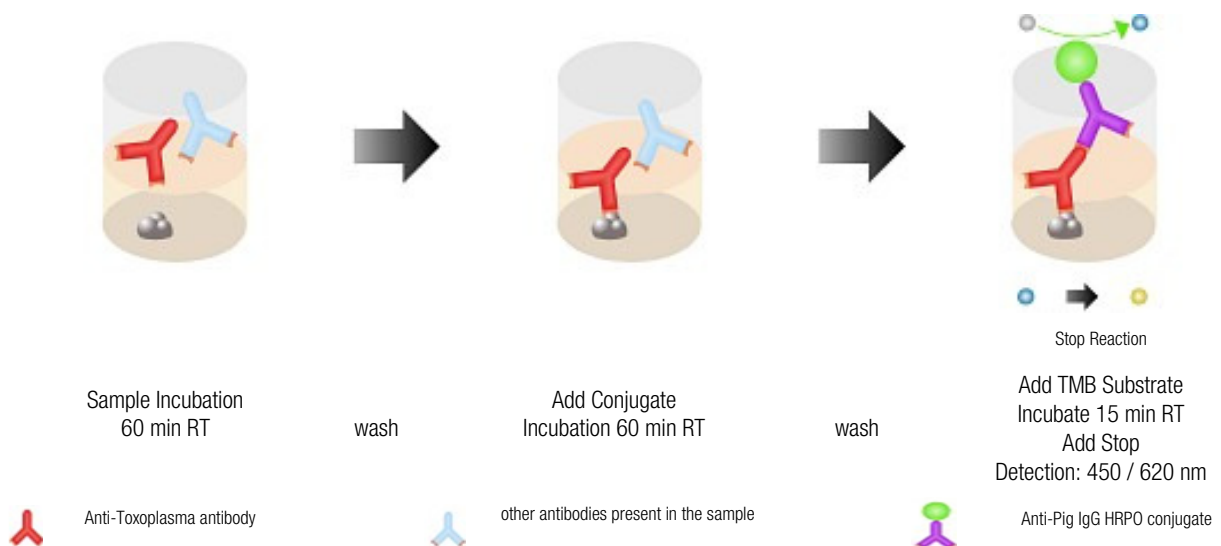 Stop Reaction
Sample Incubation
60 min RT
wash
Add Conjugate
Incubation 60 min RT
wash
Add TMB Substrate
Incubate 15 min RT
Add Stop
Detection: 450 / 620 nm
Anti-Toxoplasma antibody
other antibodies present in the sample
Anti-Pig IgG HRPO conjugate